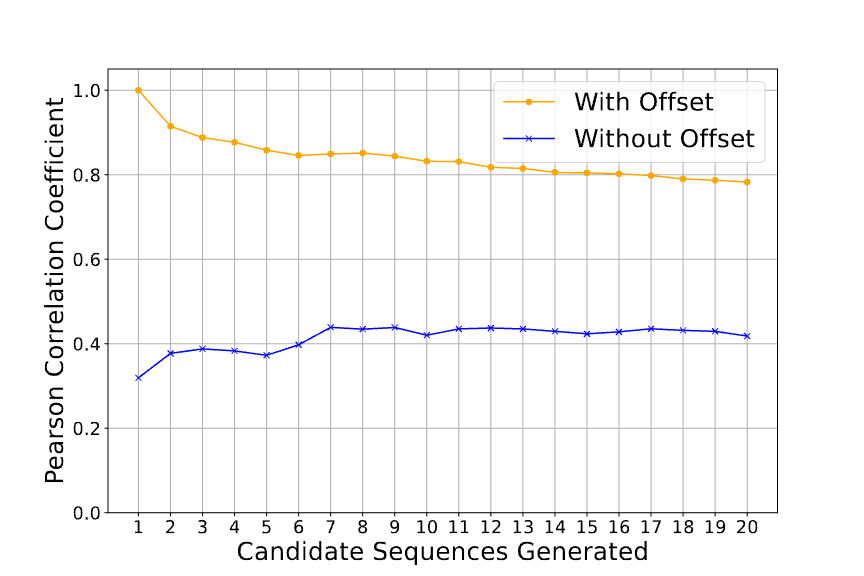 With Offset
Without Offset
Pearson Correlation Coefficient
1.0
0.8
0.6
0.4
0.2
0.0
1 2 3 4 5 6 7 8 9 10 11 12 13 14 15 16 17 18 19 20
Candidate Sequences Generated